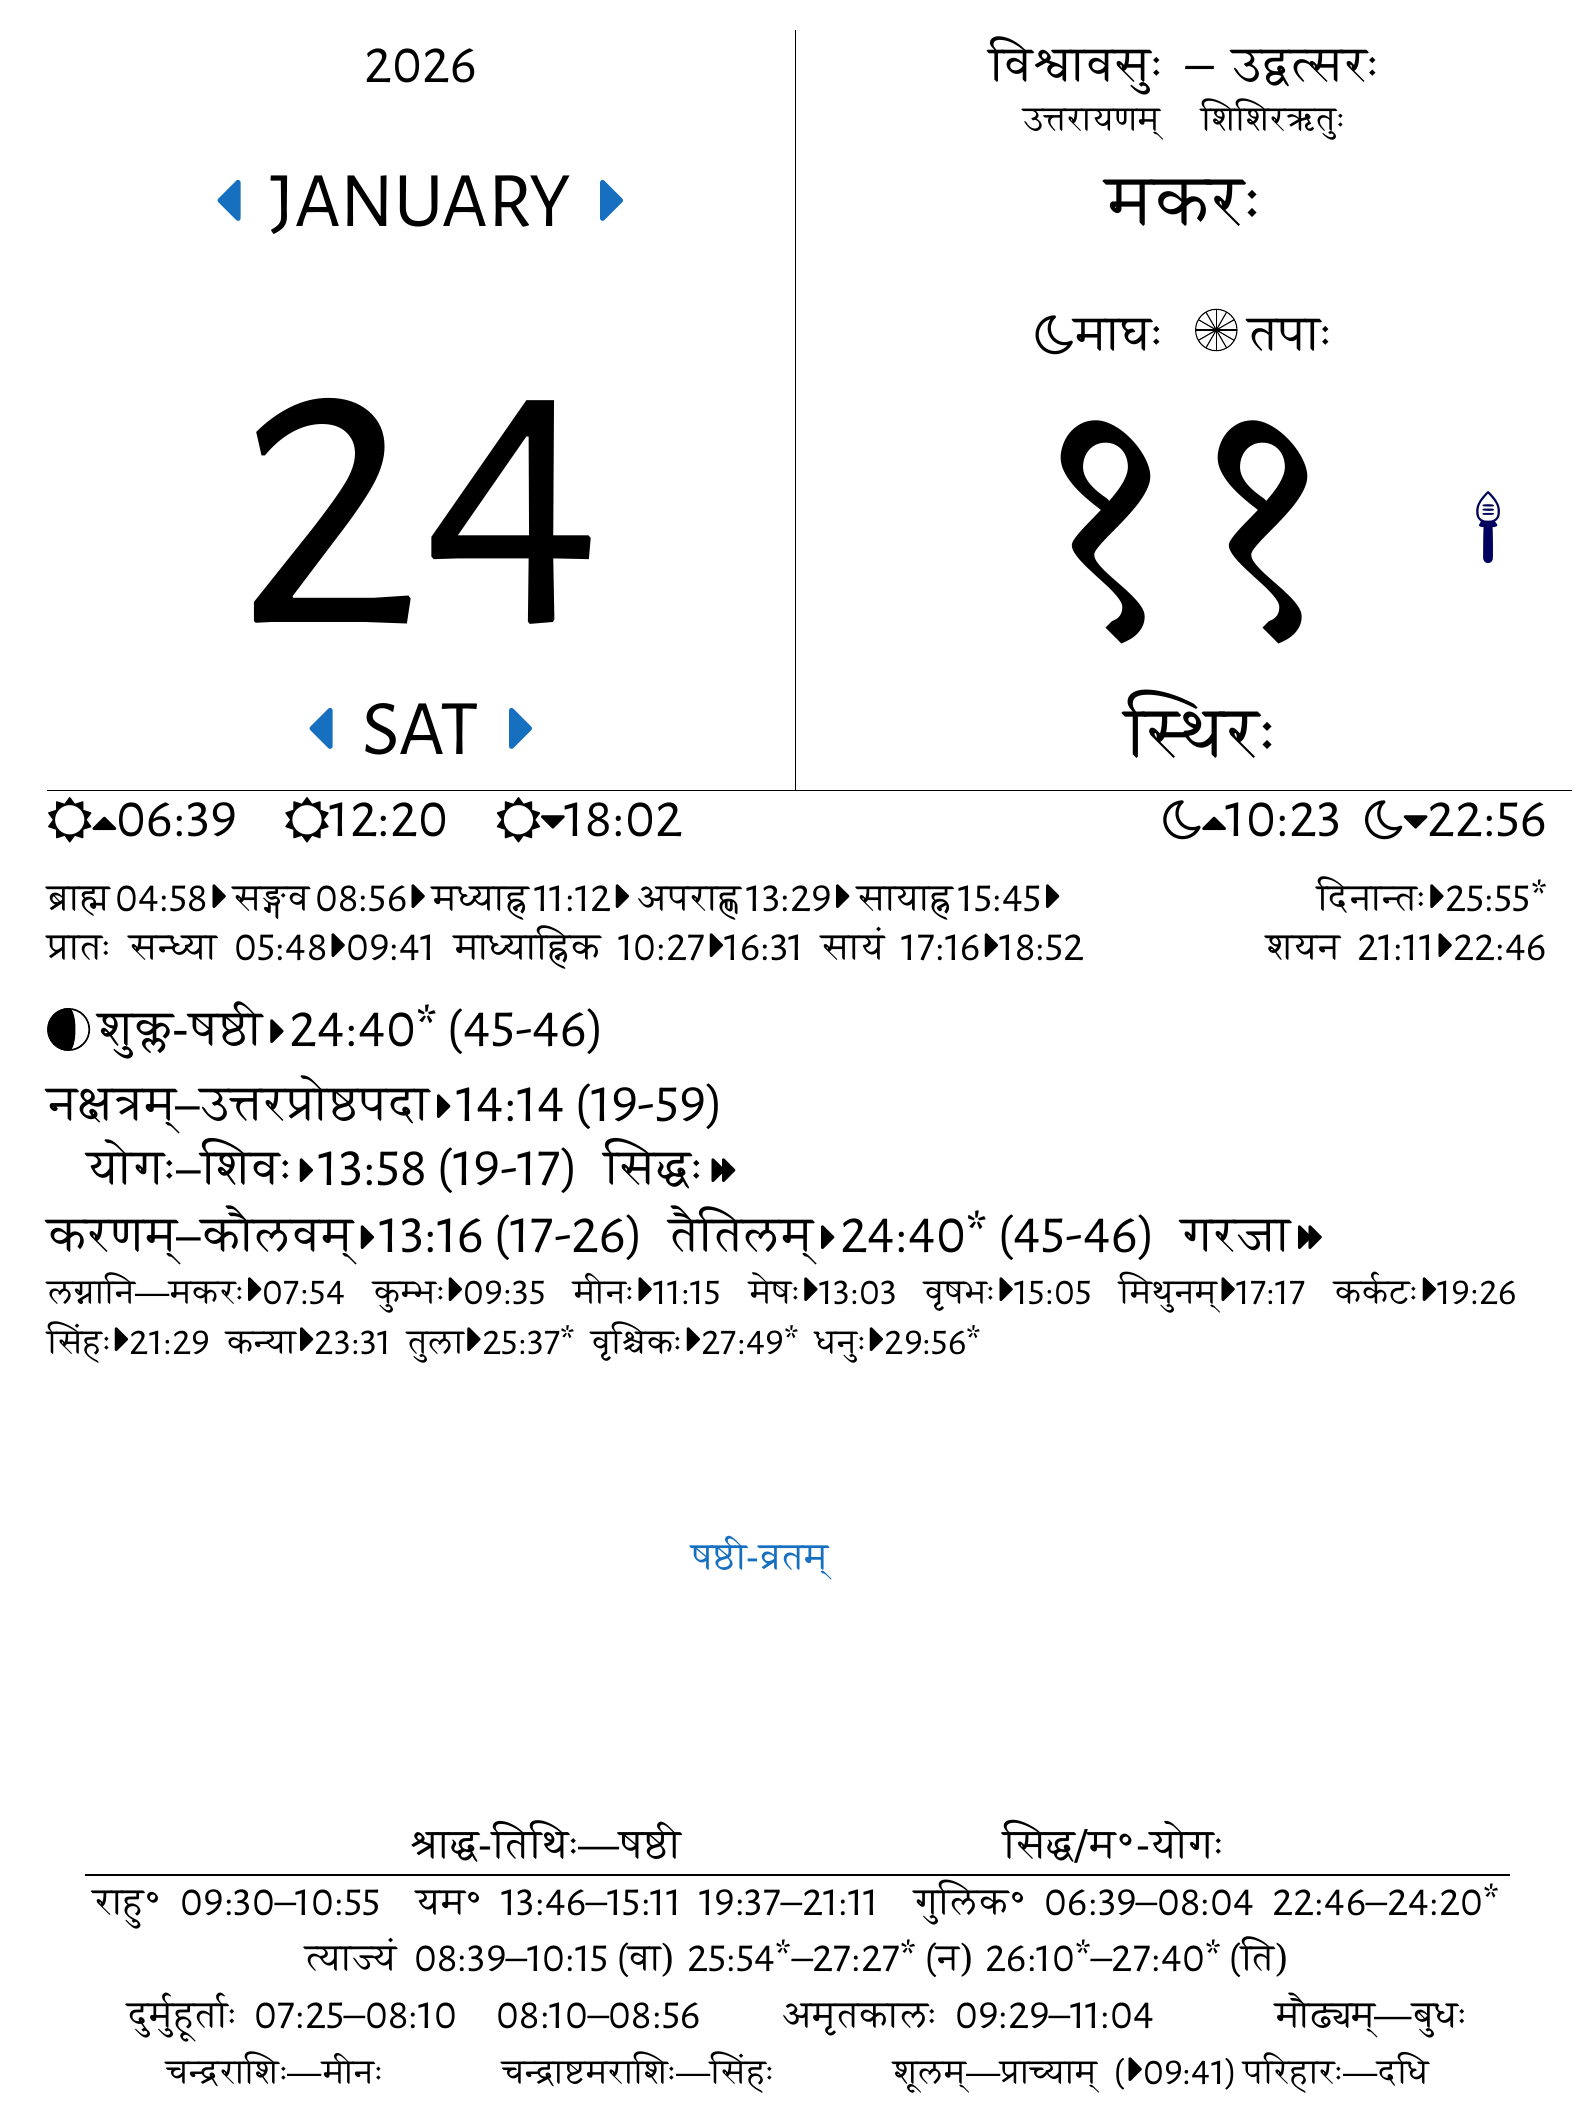 2026
JANUARY
24
SAT
विश्वावसुः – उद्वत्सरः
उत्तरायणम् शिशिरऋतुः
मकरः
माघः तपाः
११
स्थिरः
06:39 12:20 18:02 10:23 22:56
ब्राह्म 04:58 सङ्गव 08:56 मध्याह्न 11:12 अपराह्ण 13:29 सायाह्न 15:45 दिनान्तः 25:55*
प्रातः सन्ध्या 05:48 09:41 माध्याह्निक 10:27 16:31 सायं 17:16 18:52 शयन 21:11 22:46
शुक्ल-षष्ठी 24:40* (45-46)
नक्षत्रम्–उत्तरप्रोष्ठपदा 14:14 (19-59)
योगः–शिवः 13:58 (19-17) सिद्धः
करणम्–कौलवम् 13:16 (17-26) तैतिलम् 24:40* (45-46) गरजा
लग्नानि—मकरः 07:54 कुम्भः 09:35 मीनः 11:15 मेषः 13:03 वृषभः 15:05 मिथुनम् 17:17 कर्कटः 19:26
सिंहः 21:29 कन्या 23:31 तुला 25:37* वृश्चिकः 27:49* धनुः 29:56*
षष्ठी-व्रतम्
श्राद्ध-तिथिः—षष्ठी सिद्ध/म॰-योगः
राहु॰ 09:30–10:55 यम॰ 13:46–15:11 19:37–21:11 गुलिक॰ 06:39–08:04 22:46–24:20*
त्याज्यं 08:39–10:15 (वा) 25:54*–27:27* (न) 26:10*–27:40* (ति)
दुर्मुहूर्ताः 07:25–08:10 08:10–08:56 अमृतकालः 09:29–11:04 मौढ्यम्—बुधः
चन्द्रराशिः—मीनः चन्द्राष्टमराशिः—सिंहः शूलम्—प्राच्याम् (09:41) परिहारः—दधि